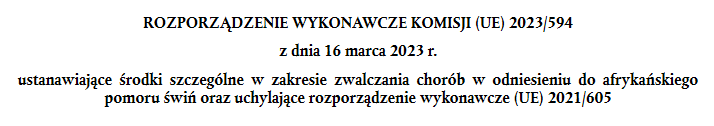 ROZPORZĄDZENIE WYKONAWCZE KOMISJI (UE) 2023/594
z dnia 16 marca 2023 r.
ustanawiające środki szczególne w zakresie zwalczania chorób w odniesieniu do afrykańskiego
pomoru świń oraz uchylające rozporządzenie wykonawcze (UE) 2021/605